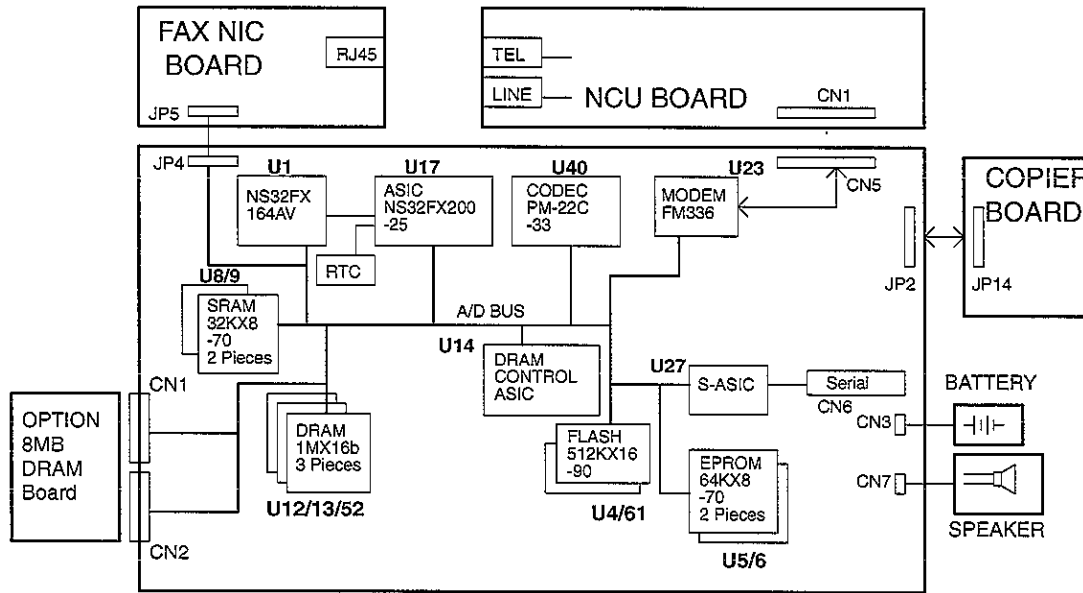 FAX NIC
BOARD
RJ45
JP5
TEL
LINE
NCU BOARD
CN1
JP4
U1
NS32FX
164AV
U17
ASIC
NS32FX200
-25
RTC
U40
CODEC
PM-22C
-33
U23
MODEM
FM336
CN5
JP2
COPIER
BOARD
JP14
U8/9
SRAM
32KX8
-70
2 Pieces
A/D BUS
U14
DRAM
CONTROL
ASIC
U27
S-ASIC
Serial
CN6
BATTERY
CN3
CN7
SPEAKER
CN1
OPTION
8MB
DRAM
Board
CN2
DRAM
1MX16b
3 Pieces
U12/13/52
FLASH
512KX16
-90
U4/61
EPROM
64KX8
-70
2 Pieces
U5/6